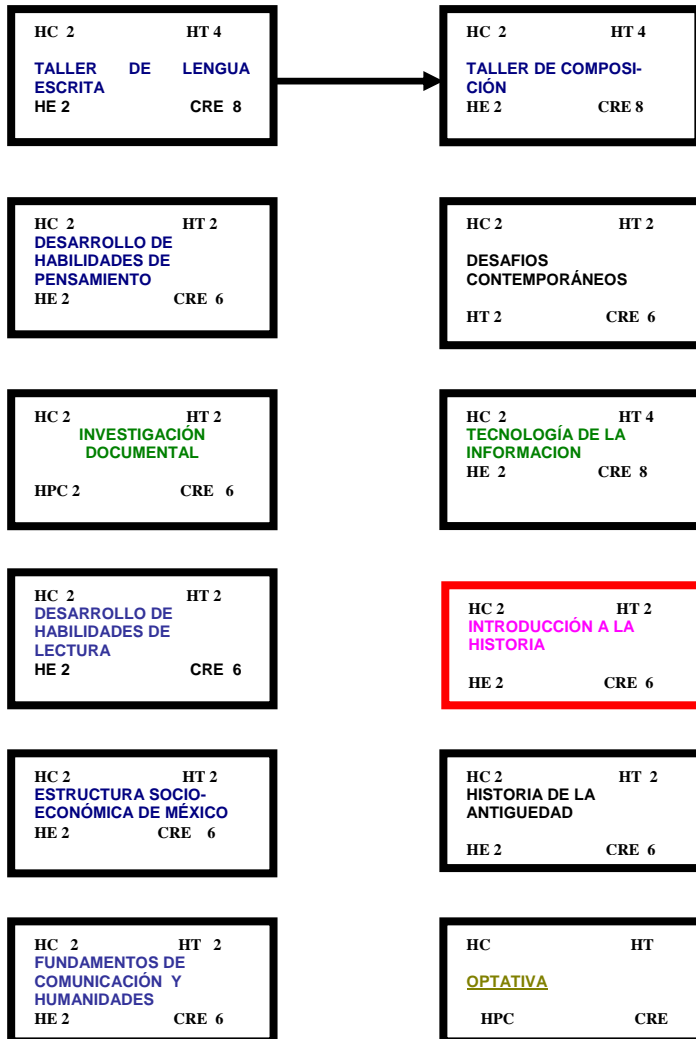 HC 2 HT 4
TALLER DE LENGUA
ESCRITA
HE 2 CRE 8
HC 2 HT 4
TALLER DE COMPOSI-
CIÓN
HE 2 CRE 8
HC 2 HT 2
DESARROLLO DE
HABILIDADES DE
PENSAMIENTO
HE 2 CRE 6
HC 2 HT 2
DESAFIOS
CONTEMPORÁNEOS
HT 2 CRE 6
HC 2 HT 2
INVESTIGACIÓN
DOCUMENTAL
HPC 2 CRE 6
HC 2 HT 4
TECNOLOGÍA DE LA
INFORMACION
HE 2 CRE 8
HC 2 HT 2
DESARROLLO DE
HABILIDADES DE
LECTURA
HE 2 CRE 6
HC 2 HT 2
INTRODUCCIÓN A LA
HISTORIA
HE 2 CRE 6
HC 2 HT 2
ESTRUCTURA SOCIO-
ECONÓMICA DE MÉXICO
HE 2 CRE 6
HC 2 HT 2
HISTORIA DE LA
ANTIGUEDAD
HE 2 CRE 6
HC 2 HT 2
FUNDAMENTOS DE
COMUNICACIÓN Y
HUMANIDADES
HE 2 CRE 6
HC HT
OPTATIVA
HPC CRE